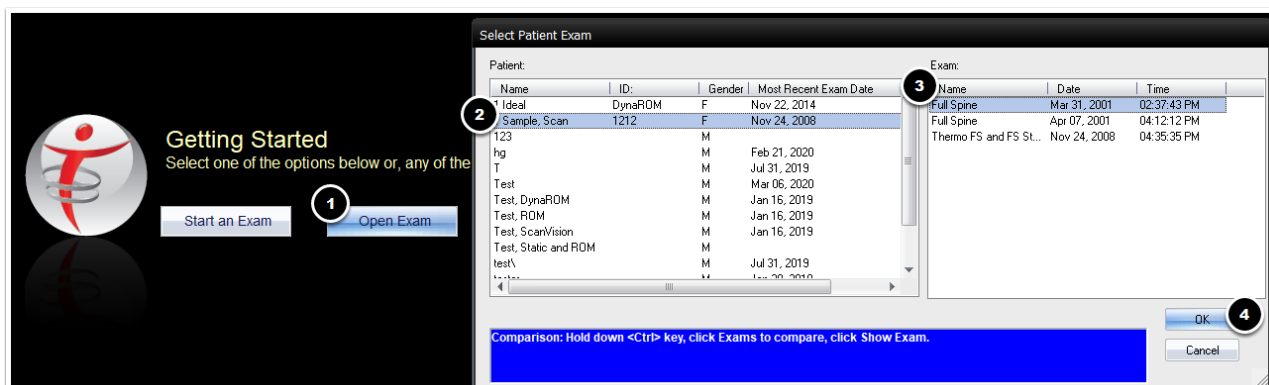 Select Patient Exam
Patient:
Exam:
Name ID: Gender Most Recent Exam Date
Name Date Time
1 Ideal DynaROM F Nov 22, 2014
Sample, Scan 1212 F Nov 24, 2008
123 M
hg M Feb 21, 2020
T M Jul 31, 2019
Test M Mar 06, 2020
Test, DynaROM M Jan 16, 2019
Test, ROM M Jan 16, 2019
Test, ScanVision M Jan 16, 2019
Test, Static and ROM M
test\ M Jul 31, 2019
Full Spine Mar 31, 2001 02:37:43 PM
Full Spine Apr 07, 2001 04:12:12 PM
Thermo FS and FS St... Nov 24, 2008 04:35:35 PM
Getting Started
Select one of the options below or, any of the
Start an Exam
1
Open Exam
2
3
4
OK
Cancel
Comparison: Hold down <Ctrl> key, click Exams to compare, click Show Exam.